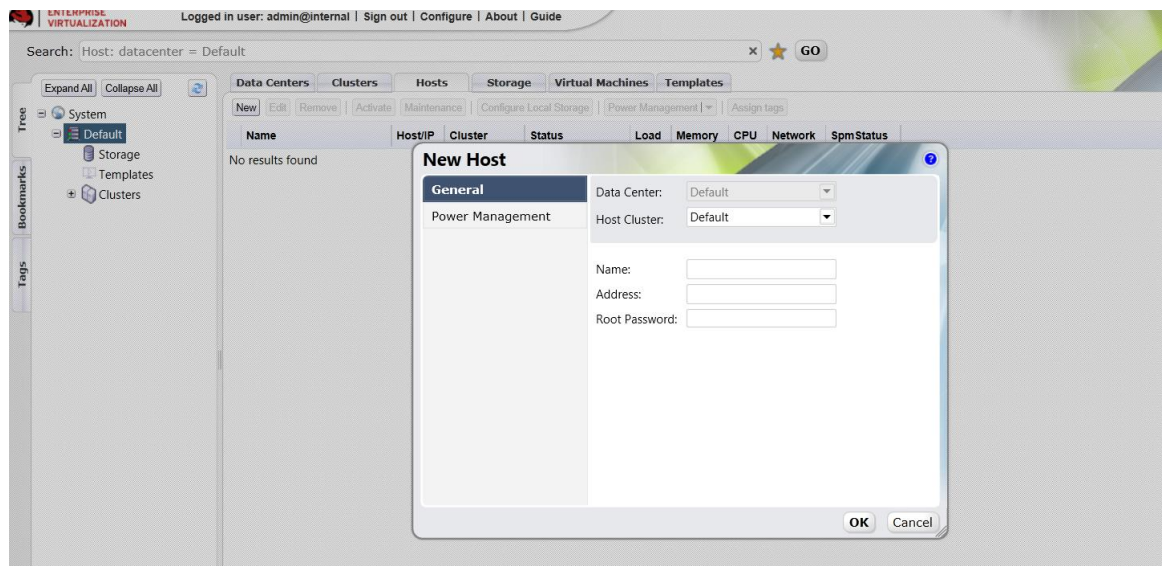 ENTERPRISE
VIRTUALIZATION
Logged in user: admin@internal | Sign out | Configure | About | Guide
Search: Host: datacenter = Default × GO
Expand All Collapse All
Data Centers Clusters Hosts Storage Virtual Machines Templates
New Edit Remove | Activate Maintenance | Configure Local Storage | Power Management | Assign tags
Name Host/IP Cluster Status Load Memory CPU Network SpmStatus
No results found
Tree
Bookmarks
Tags
System
Default
Storage
Templates
Clusters
New Host
?
General
Power Management
Data Center: Default
Host Cluster: Default
Name:
Address:
Root Password:
OK Cancel